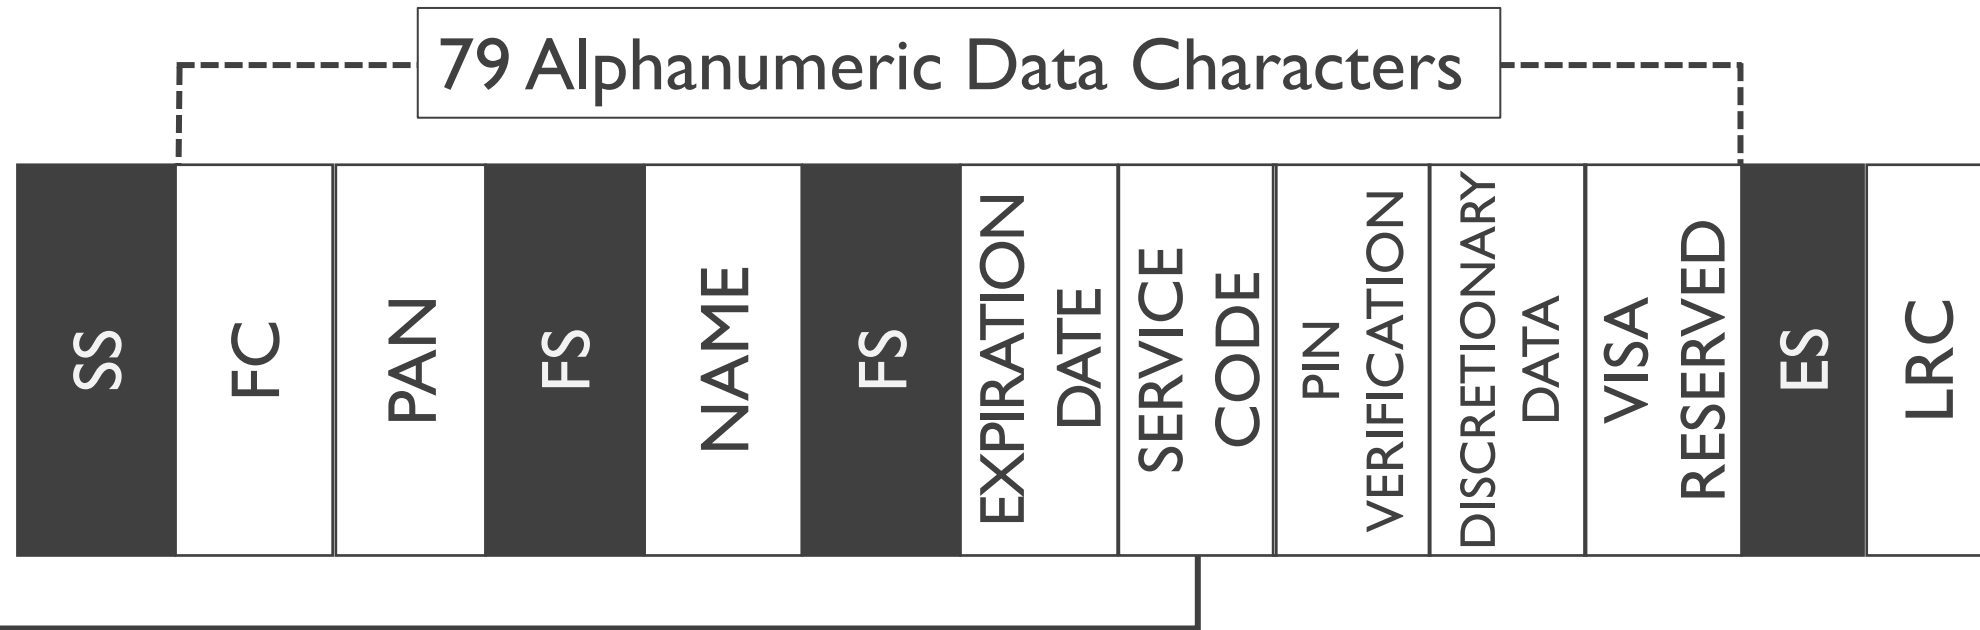 79 Alphanumeric Data Characters
SS
FC
PAN
FS
NAME
FS
EXPIRATION
DATE
SERVICE
CODE
PIN
VERIFICATION
DISCRETIONARY
DATA
VISA
RESERVED
ES
LRC